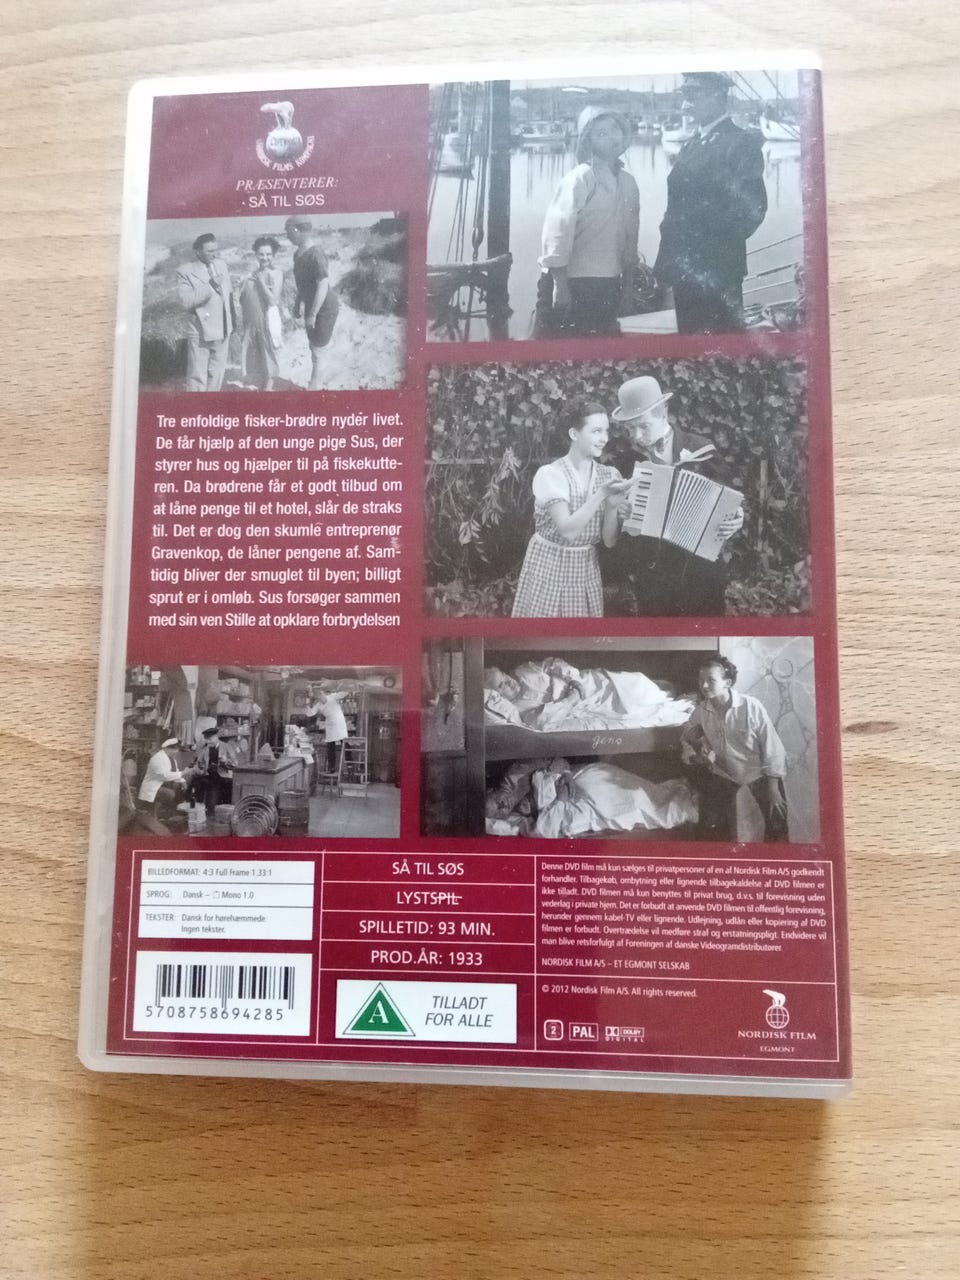 NORDISK FILMS KOMPAGNI
PRÆSENTERER:
SÅ TIL SØS
Tre enfoldige fisker-brødre nyder livet.
De får hjælp af den unge pige Sus, der
styrer hus og hjælper til på fiskekutte-
ren. Da brødrene får et godt tilbud om
at låne penge til et hotel, slår de straks
til. Det er dog den skumle entreprenør
Gravenkop, de låner pengene af. Sam-
tidig bliver der smuglet til byen; billigt
sprut er i omløb. Sus forsøger sammen
med sin ven Stille at opklare forbrydelsen
Jens
BILLEDFORMAT: 4:3 Full Frame 1.33:1
SPROG: Dansk – Mono 1.0
TEKSTER: Dansk for hørehæmmede.
Ingen tekster.
5708758694285
SÅ TIL SØS
LYSTSPIL
SPILLETID: 93 MIN.
PROD.ÅR: 1933
A
TILLADT
FOR ALLE
Denne DVD film må kun sælges til privatpersoner af en af Nordisk Film A/S godkendt
forhandler. Tilbagekøb, ombytning eller lignende tilbagekaldelse af DVD filmen er
ikke tilladt. DVD filmen må kun benyttes til privat brug, d.v.s. til forevisning uden
vederlag i private hjem. Det er forbudt at anvende DVD filmen til offentlig forevisning,
herunder gennem kabel-TV eller lignende. Udlejning, udlån eller kopiering af DVD
filmen er forbudt. Overtrædelse vil medføre straf og erstatningspligt. Endvidere vil
man blive retsforfulgt af Foreningen af danske Videogramdistributører.
NORDISK FILM A/S – ET EGMONT SELSKAB
© 2012 Nordisk Film A/S. All rights reserved.
2 PAL DOLBY
DIGITAL
NORDISK FILM
EGMONT